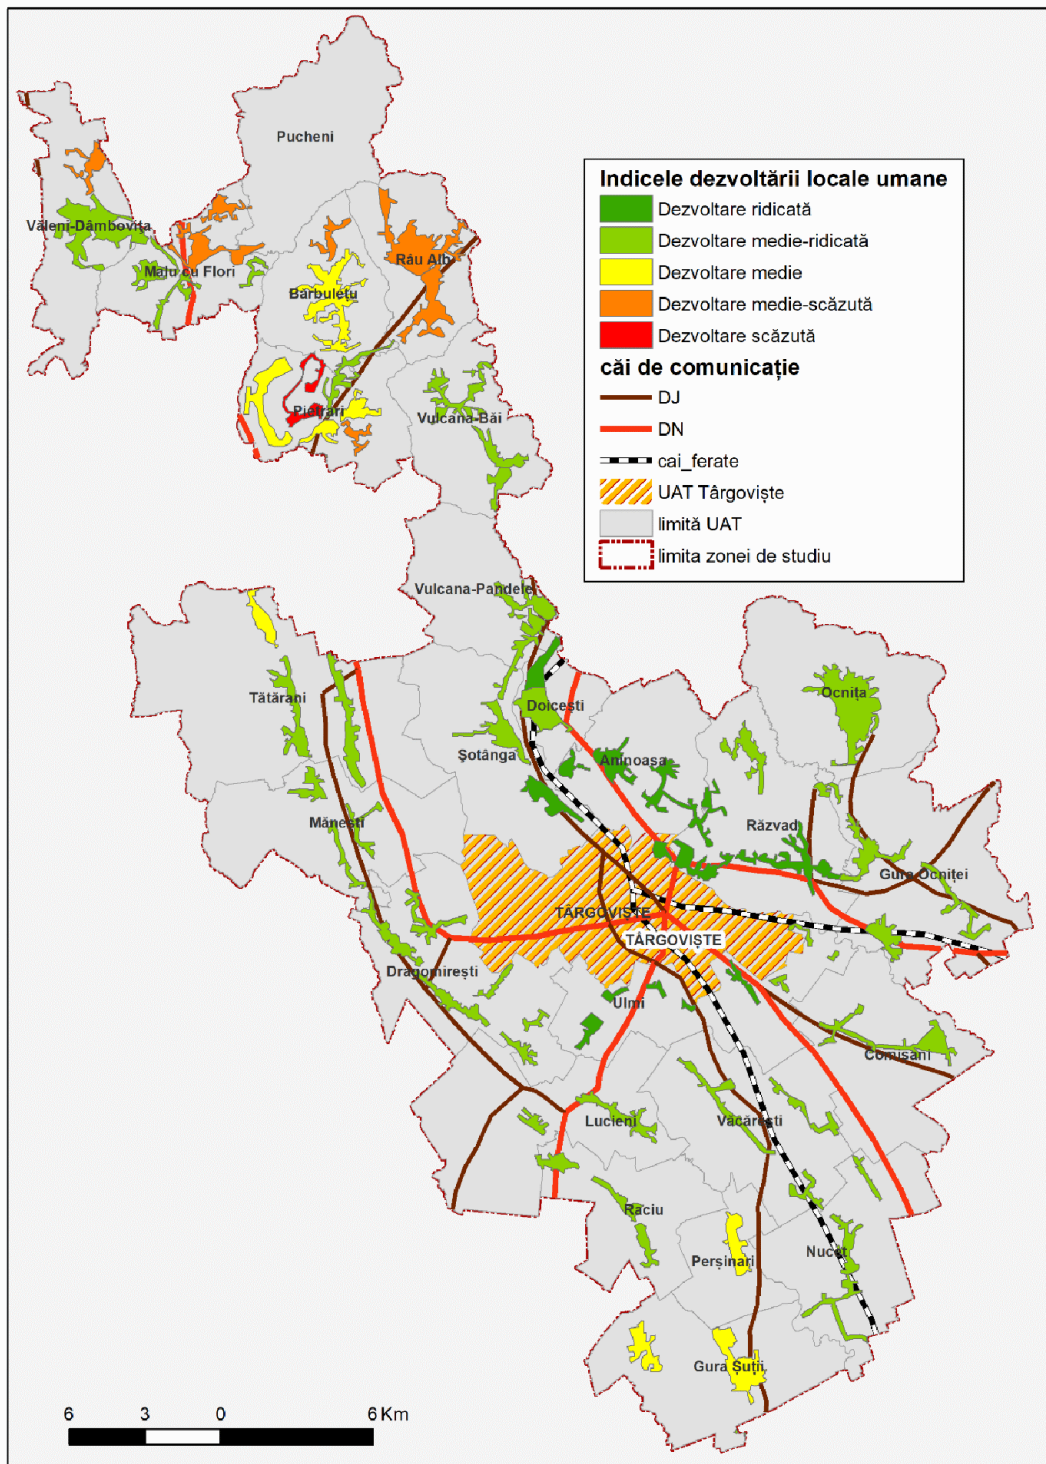 Pucheni
Indicele dezvoltării locale umane
Dezvoltare ridicată
Dezvoltare medie-ridicată
Dezvoltare medie
Dezvoltare medie-scăzută
Dezvoltare scăzută
căi de comunicație
DJ
DN
cai_ferate
UAT Târgoviște
limită UAT
limita zonei de studiu
Văleni-Dâmbovița
Malu cu Flori
Râu Alb
Bărbulețu
Pietrari
Vulcana-Băi
Vulcana-Pandele
Tătărani
Ocnița
Doicești
Șotânga
Aninoasa
Mănești
Răzvad
Gura Ocniței
TÂRGOVIȘTE
TÂRGOVIȘTE
Dragomirești
Ulmi
Comișani
Lucieni
Văcărești
Raciu
Perșinari
Nucet
Gura Șuții
6 3 0 6 Km